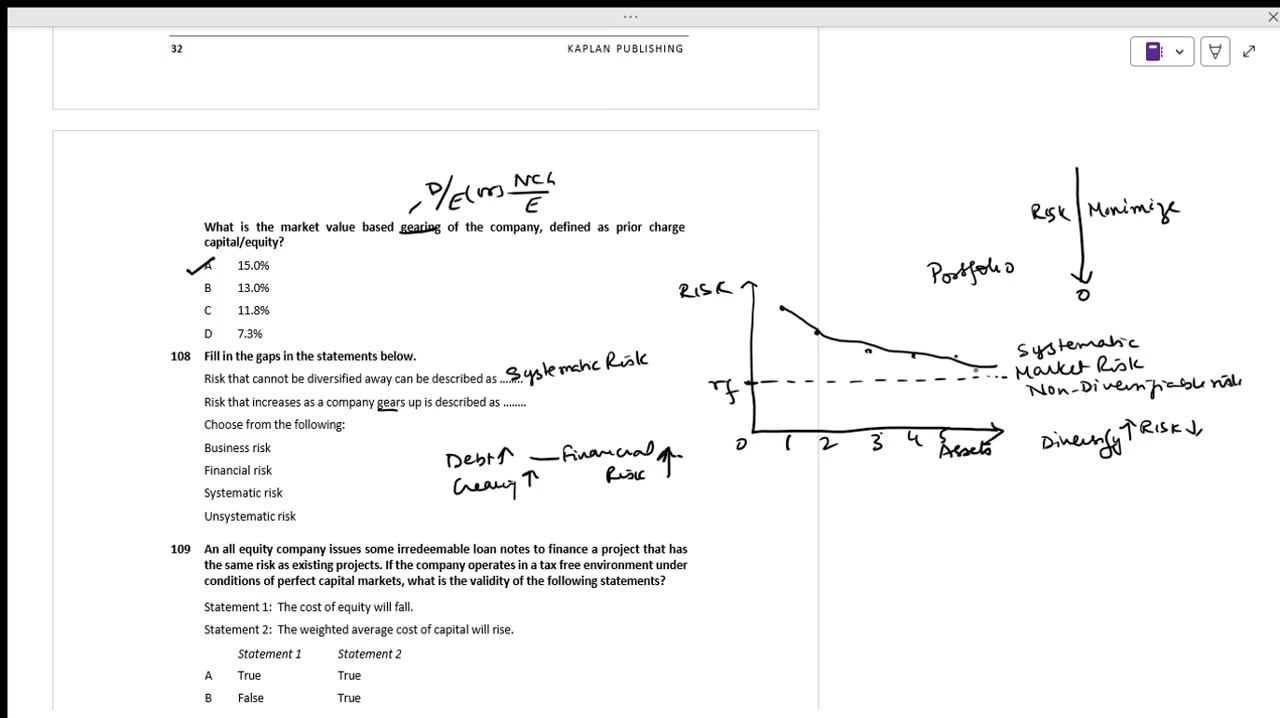 32
KAPLAN PUBLISHING
D/E (or) NCL
E
What is the market value based gearing of the company, defined as prior charge
capital/equity?
A 15.0%
B 13.0%
C 11.8%
D 7.3%
108 Fill in the gaps in the statements below.
Risk that cannot be diversified away can be described as ........ Systematic Risk
Risk that increases as a company gears up is described as ........
Choose from the following:
Business risk
Financial risk
Systematic risk
Unsystematic risk
Debt↑ — Financial ↑
Gearing ↑ Risk
109 An all equity company issues some irredeemable loan notes to finance a project that has
the same risk as existing projects. If the company operates in a tax free environment under
conditions of perfect capital markets, what is the validity of the following statements?
Statement 1: The cost of equity will fall.
Statement 2: The weighted average cost of capital will rise.
Statement 1 Statement 2
A True True
B False True
Risk Minimize
0
Portfolio
RISK
rf
0 1 2 3 4 5
Assets
Systematic
Market Risk
Non-Diversifiable risk
Diversify ↑ RISK ↓